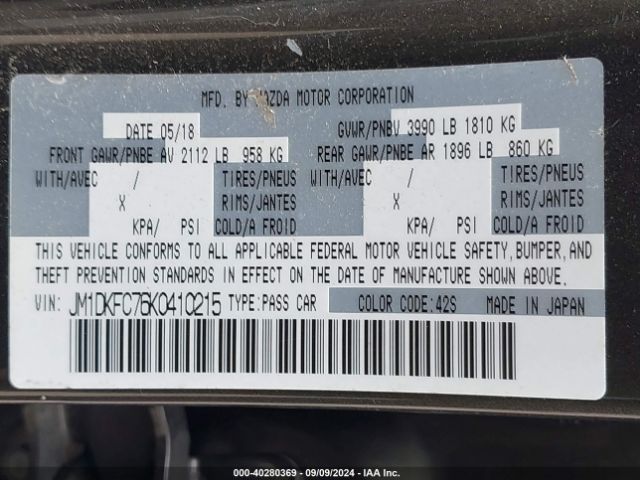 MFD. BY MAZDA MOTOR CORPORATION
DATE 05/18 GVWR/PNBV 3990 LB 1810 KG
FRONT GAWR/PNBE AV 2112 LB 958 KG REAR GAWR/PNBE AR 1896 LB 860 KG
WITH/AVEC / TIRES/PNEUS WITH/AVEC / TIRES/PNEUS
X RIMS/JANTES X RIMS/JANTES
KPA/ PSI COLD/A FROID KPA/ PSI COLD/A FROID
THIS VEHICLE CONFORMS TO ALL APPLICABLE FEDERAL MOTOR VEHICLE SAFETY, BUMPER, AND
THEFT PREVENTION STANDARDS IN EFFECT ON THE DATE OF MANUFACTURE SHOWN ABOVE.
VIN: JM1DKFC76K0410215 TYPE: PASS CAR COLOR CODE: 42S MADE IN JAPAN
000-40280369 - 09/09/2024 - IAA Inc.